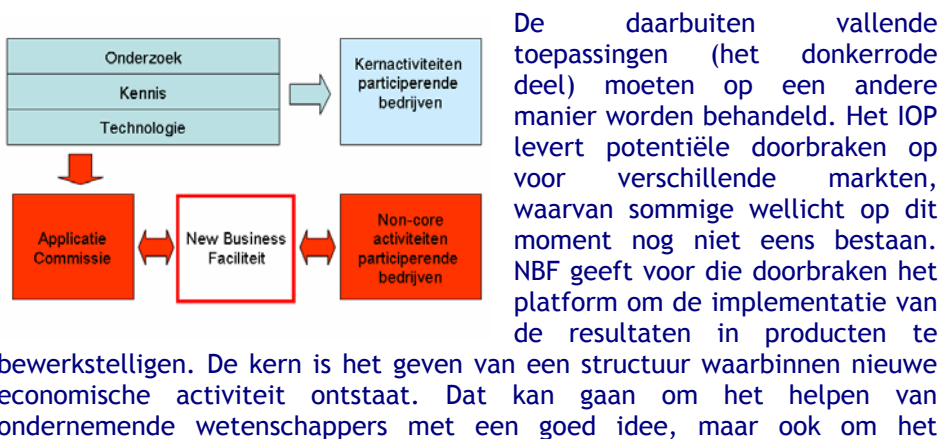 Onderzoek
Kennis
Technologie
Kernactiviteiten
participerende
bedrijven
Applicatie
Commissie
New Business
Faciliteit
Non-core
activiteiten
participerende
bedrijven
De daarbuiten vallende
toepassingen (het donkerrode
deel) moeten op een andere
manier worden behandeld. Het IOP
levert potentiële doorbraken op
voor verschillende markten,
waarvan sommige wellicht op dit
moment nog niet eens bestaan.
NBF geeft voor die doorbraken het
platform om de implementatie van
de resultaten in producten te
bewerkstelligen. De kern is het geven van een structuur waarbinnen nieuwe
economische activiteit ontstaat. Dat kan gaan om het helpen van
ondernemende wetenschappers met een goed idee, maar ook om het